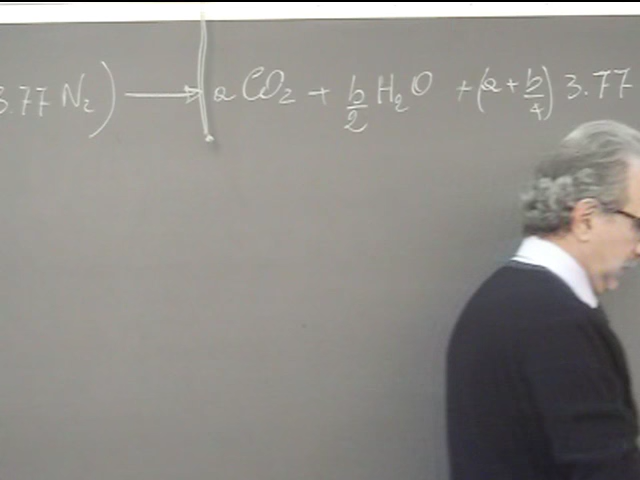 3.77 N₂) → a CO₂ + b/2 H₂O + (a + b/4) 3.77